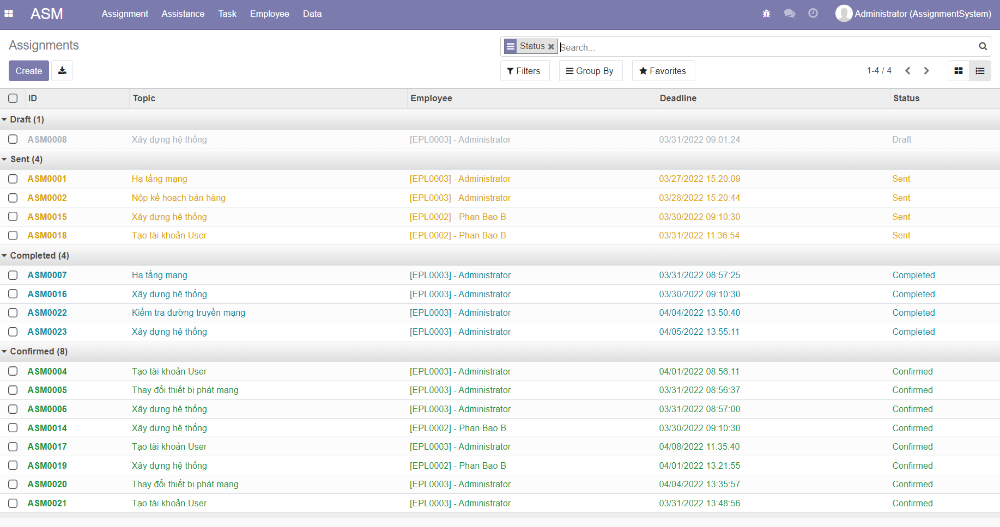 ASM Assignment Assistance Task Employee Data Administrator (AssignmentSystem)
Assignments
Status Search...
Create Filters Group By Favorites 1-4 / 4
ID Topic Employee Deadline Status
Draft (1)
ASM0008 Xây dựng hệ thống [EPL0003] - Administrator 03/31/2022 09:01:24 Draft
Sent (4)
ASM0001 Hạ tầng mạng [EPL0003] - Administrator 03/27/2022 15:20:09 Sent
ASM0002 Nộp kế hoạch bán hàng [EPL0003] - Administrator 03/28/2022 15:20:44 Sent
ASM0015 Xây dựng hệ thống [EPL0002] - Phan Bao B 03/30/2022 09:10:30 Sent
ASM0018 Tạo tài khoản User [EPL0002] - Phan Bao B 03/31/2022 11:36:54 Sent
Completed (4)
ASM0007 Hạ tầng mạng [EPL0003] - Administrator 03/31/2022 08:57:25 Completed
ASM0016 Xây dựng hệ thống [EPL0003] - Administrator 03/30/2022 09:10:30 Completed
ASM0022 Kiểm tra đường truyền mạng [EPL0003] - Administrator 04/04/2022 13:50:40 Completed
ASM0023 Xây dựng hệ thống [EPL0003] - Administrator 04/05/2022 13:55:11 Completed
Confirmed (8)
ASM0004 Tạo tài khoản User [EPL0003] - Administrator 04/01/2022 08:56:11 Confirmed
ASM0005 Thay đổi thiết bị phát mạng [EPL0003] - Administrator 03/31/2022 08:56:37 Confirmed
ASM0006 Xây dựng hệ thống [EPL0003] - Administrator 03/31/2022 08:57:00 Confirmed
ASM0014 Xây dựng hệ thống [EPL0002] - Phan Bao B 03/30/2022 09:10:30 Confirmed
ASM0017 Tạo tài khoản User [EPL0003] - Administrator 04/08/2022 11:35:40 Confirmed
ASM0019 Xây dựng hệ thống [EPL0002] - Phan Bao B 04/01/2022 13:21:55 Confirmed
ASM0020 Thay đổi thiết bị phát mạng [EPL0003] - Administrator 04/04/2022 13:35:57 Confirmed
ASM0021 Tạo tài khoản User [EPL0003] - Administrator 03/31/2022 13:48:56 Confirmed